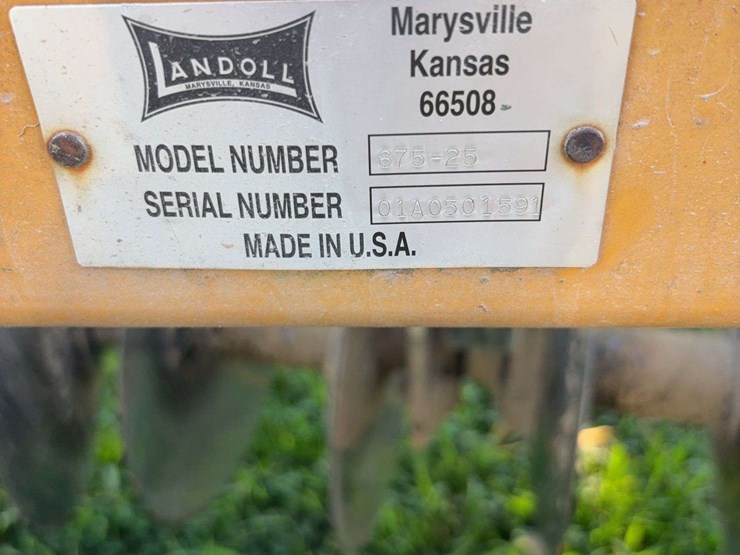 LANDOLL
MARYSVILLE, KANSAS
Marysville
Kansas
66508
MODEL NUMBER 875-25
SERIAL NUMBER 01A0501591
MADE IN U.S.A.